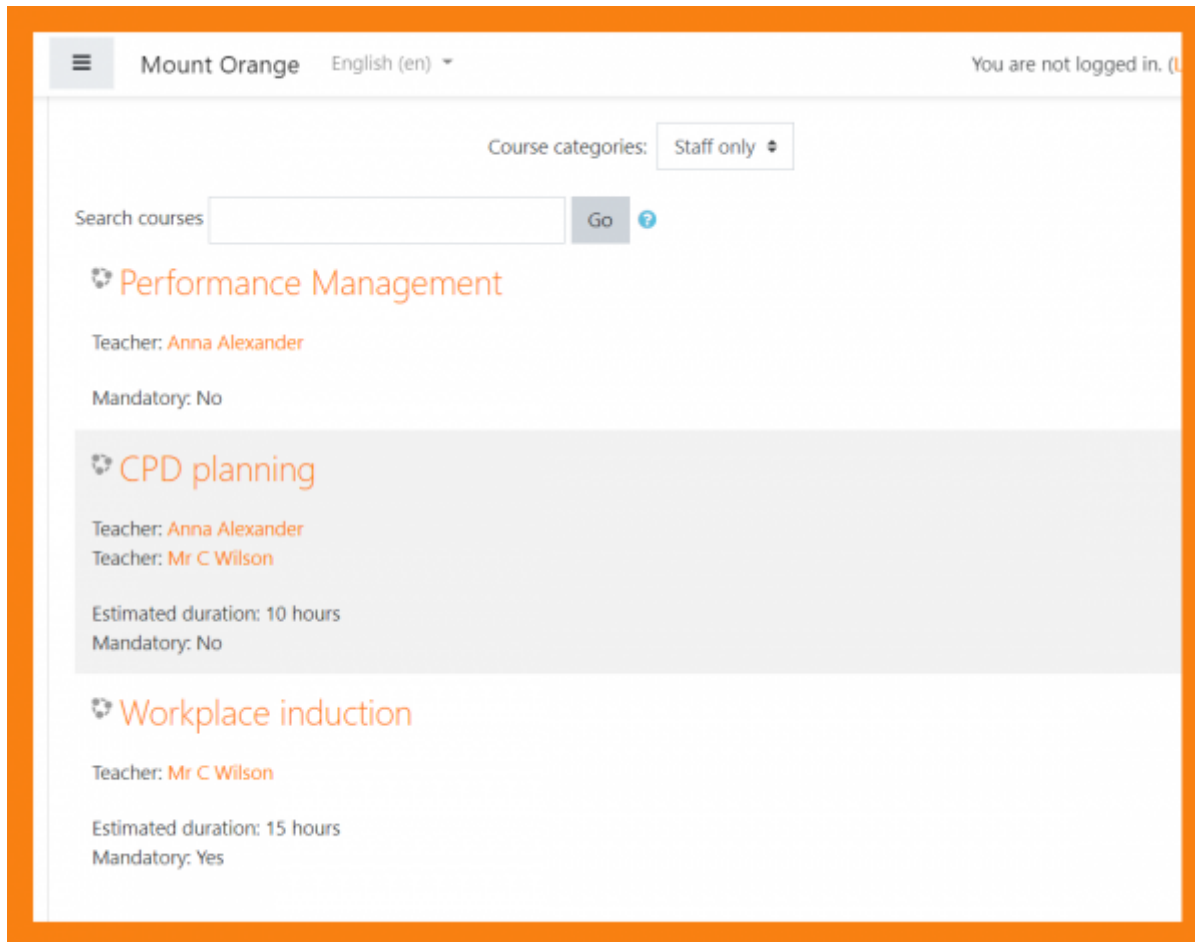 Mount Orange English (en) You are not logged in. (
Course categories: Staff only
Search courses Go
Performance Management
Teacher: Anna Alexander
Mandatory: No
CPD planning
Teacher: Anna Alexander
Teacher: Mr C Wilson
Estimated duration: 10 hours
Mandatory: No
Workplace induction
Teacher: Mr C Wilson
Estimated duration: 15 hours
Mandatory: Yes